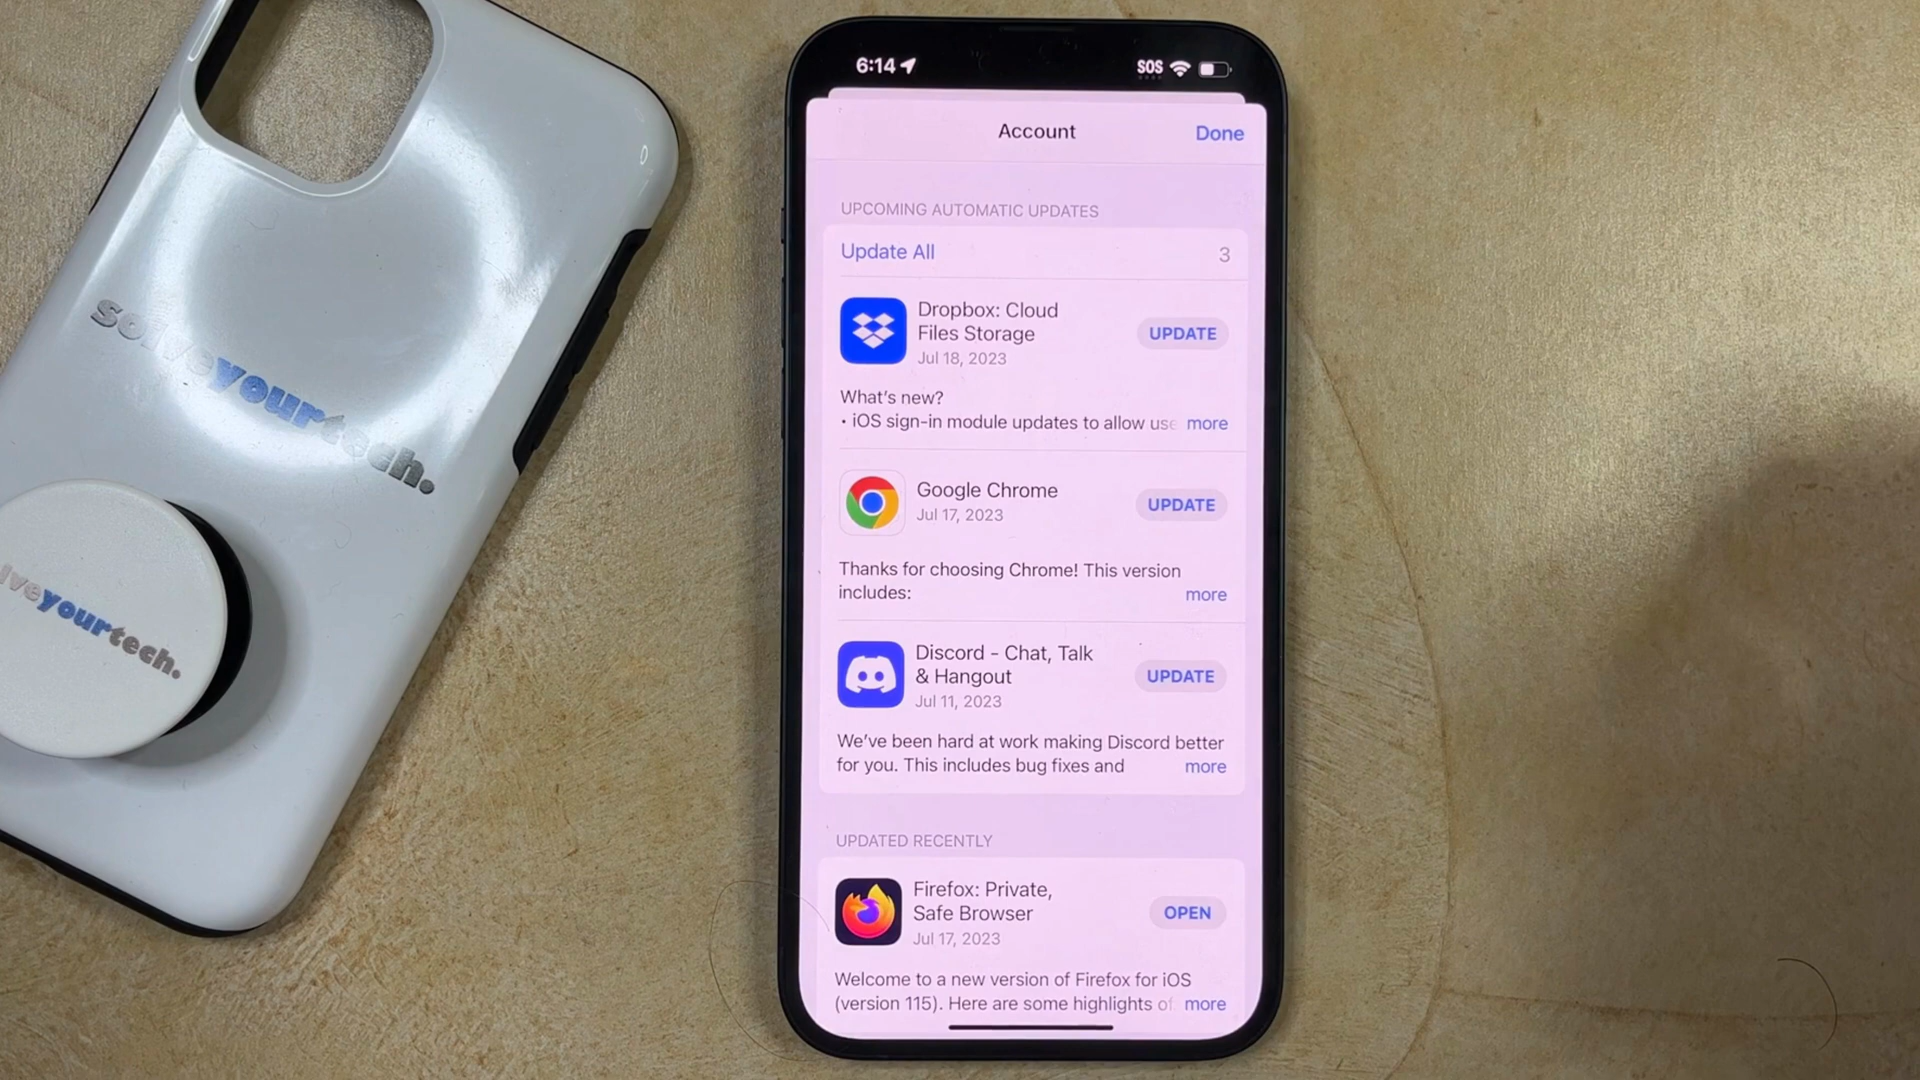 solveyourtech.
yourtech.
6:14
SOS
Account
Done
UPCOMING AUTOMATIC UPDATES
Update All
3
Dropbox: Cloud
Files Storage
Jul 18, 2023
UPDATE
What's new?
• iOS sign-in module updates to allow use more
Google Chrome
Jul 17, 2023
UPDATE
Thanks for choosing Chrome! This version
includes: more
Discord - Chat, Talk
& Hangout
Jul 11, 2023
UPDATE
We've been hard at work making Discord better
for you. This includes bug fixes and more
UPDATED RECENTLY
Firefox: Private,
Safe Browser
Jul 17, 2023
OPEN
Welcome to a new version of Firefox for iOS
(version 115). Here are some highlights of more